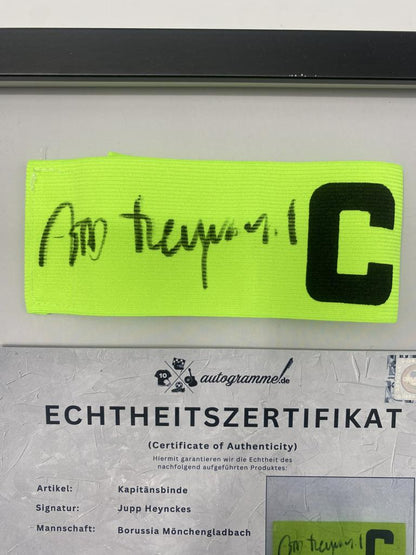 C
10
autogramme.de
ECHTHEITSZERTIFIKAT
(Certificate of Authenticity)
Hiermit garantieren wir die Echtheit des
nachfolgend aufgeführten Produktes:
Artikel: Kapitänsbinde
Signatur: Jupp Heynckes
Mannschaft: Borussia Mönchengladbach
C